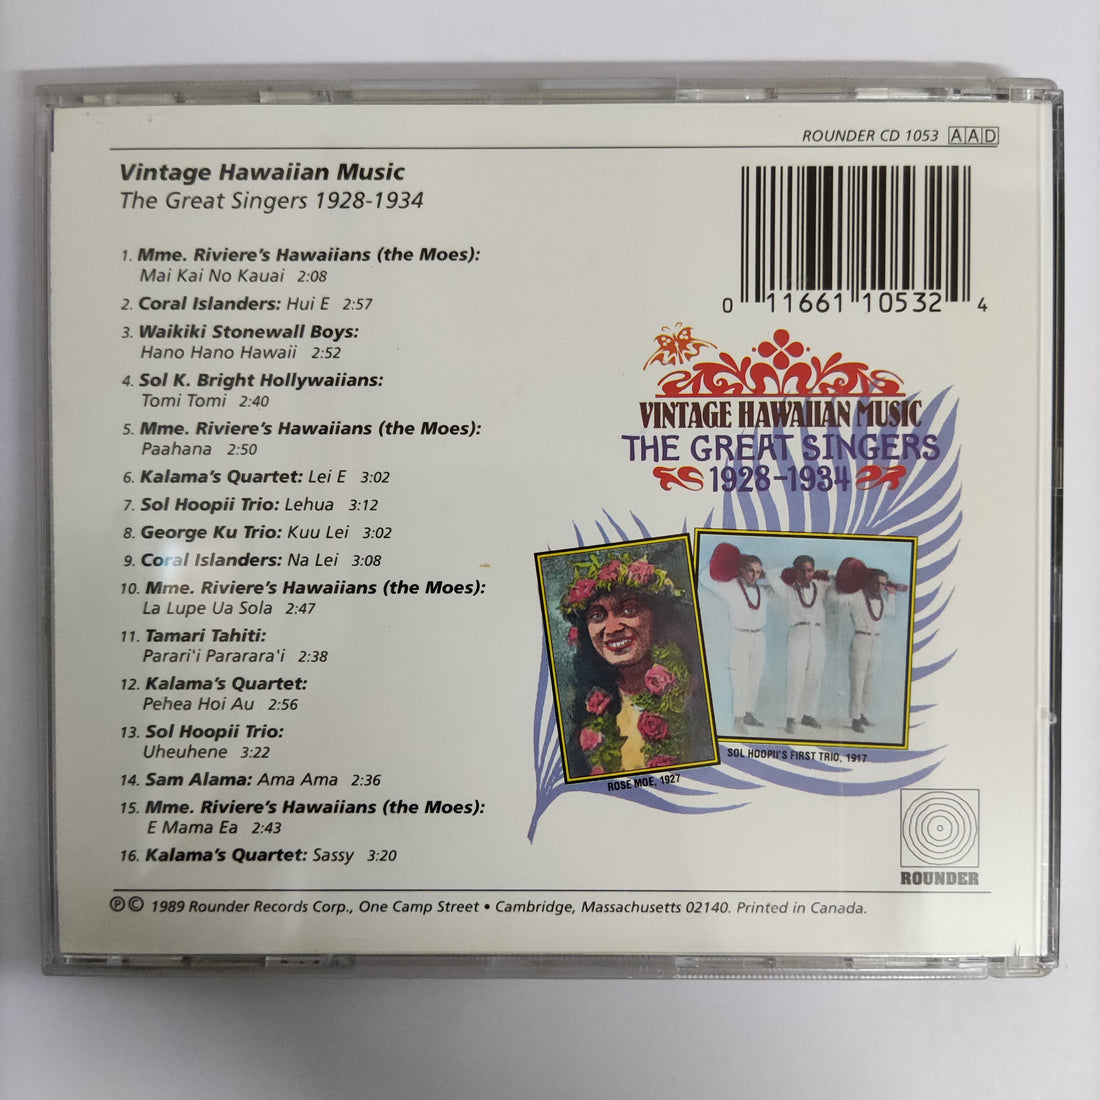 ROUNDER CD 1053 AAD
Vintage Hawaiian Music
The Great Singers 1928-1934
1. Mme. Riviere's Hawaiians (the Moes):
Mai Kai No Kauai 2:08
2. Coral Islanders: Hui E 2:57
3. Waikiki Stonewall Boys:
Hano Hano Hawaii 2:52
4. Sol K. Bright Hollywaiians:
Tomi Tomi 2:40
5. Mme. Riviere's Hawaiians (the Moes):
Paahana 2:50
6. Kalama's Quartet: Lei E 3:02
7. Sol Hoopii Trio: Lehua 3:12
8. George Ku Trio: Kuu Lei 3:02
9. Coral Islanders: Na Lei 3:08
10. Mme. Riviere's Hawaiians (the Moes):
La Lupe Ua Sola 2:47
11. Tamari Tahiti:
Parari'i Pararara'i 2:38
12. Kalama's Quartet:
Pehea Hoi Au 2:56
13. Sol Hoopii Trio:
Uheuhene 3:22
14. Sam Alama: Ama Ama 2:36
15. Mme. Riviere's Hawaiians (the Moes):
E Mama Ea 2:43
16. Kalama's Quartet: Sassy 3:20
0 11661 10532 4
VINTAGE HAWAIIAN MUSIC
THE GREAT SINGERS
1928-1934
ROSE MOE, 1927
SOL HOOPII'S FIRST TRIO, 1917
ROUNDER
℗© 1989 Rounder Records Corp., One Camp Street • Cambridge, Massachusetts 02140. Printed in Canada.